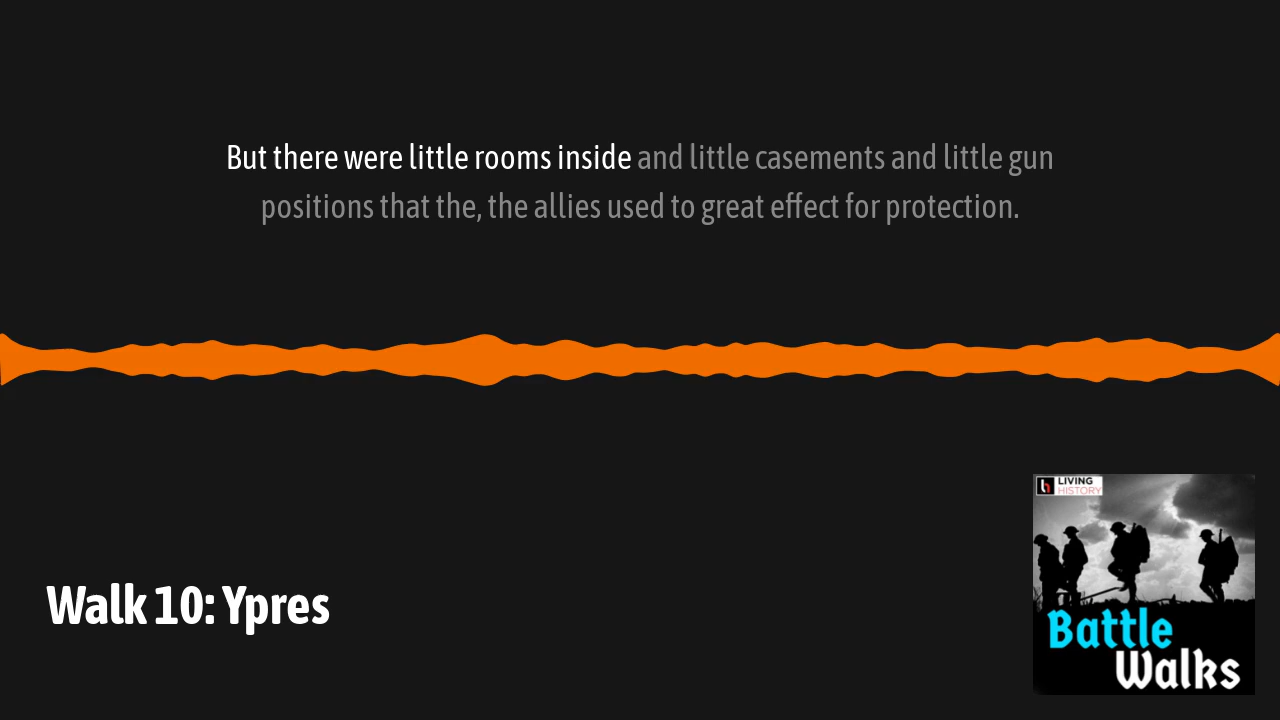 But there were little rooms inside and little casements and little gun
positions that the, the allies used to great effect for protection.
LIVING
HISTORY
Walk 10: Ypres
Battle
Walks